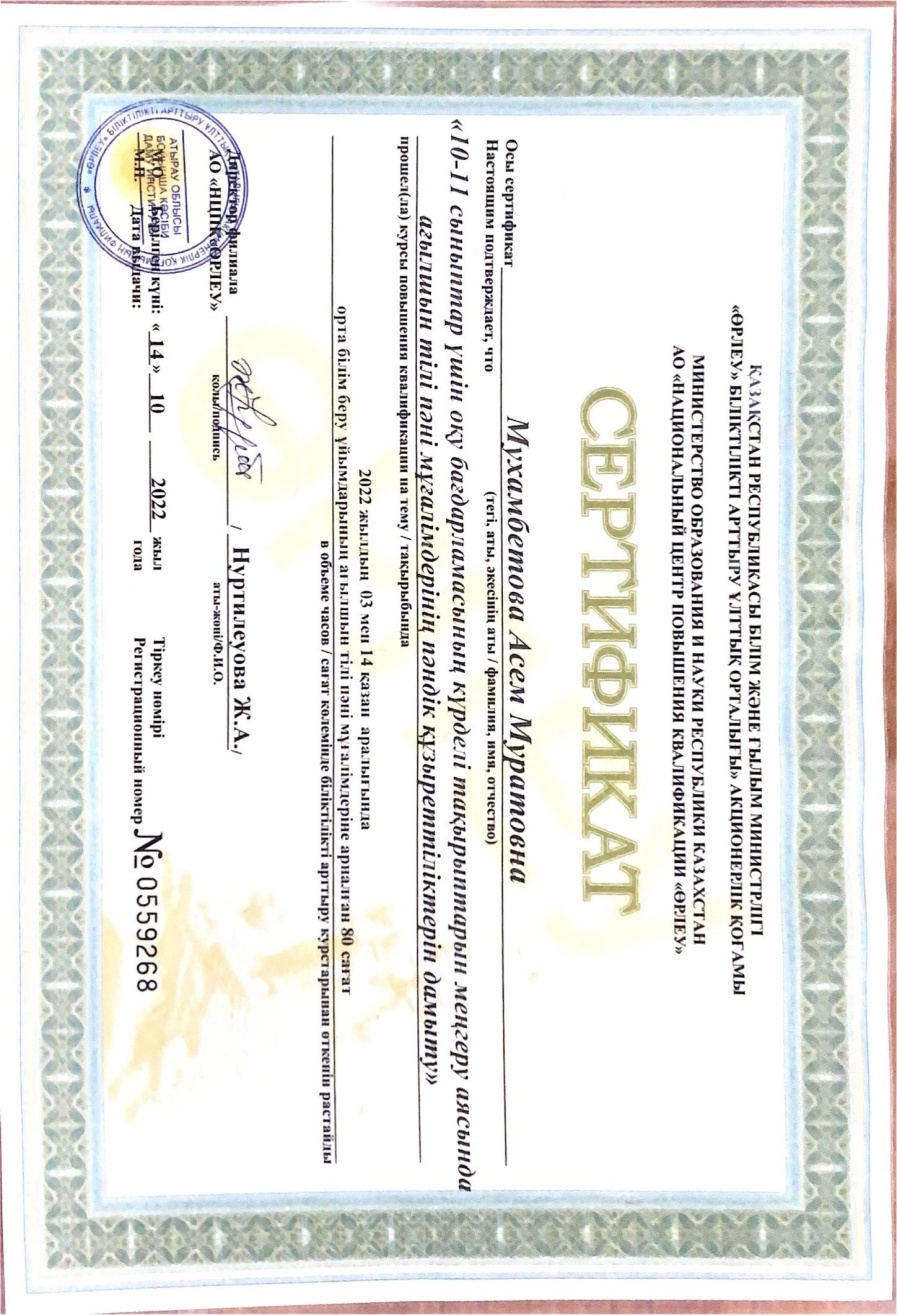 ҚАЗАҚСТАН РЕСПУБЛИКАСЫ БІЛІМ ЖӘНЕ ҒЫЛЫМ МИНИСТРЛІГІ
«ӨРЛЕУ» БІЛІКТІЛІКТІ АРТТЫРУ ҰЛТТЫҚ ОРТАЛЫҒЫ» АКЦИОНЕРЛІК ҚОҒАМЫ
МИНИСТЕРСТВО ОБРАЗОВАНИЯ И НАУКИ РЕСПУБЛИКИ КАЗАХСТАН
АО «НАЦИОНАЛЬНЫЙ ЦЕНТР ПОВЫШЕНИЯ КВАЛИФИКАЦИИ «ӨРЛЕУ»
СЕРТИФИКАТ
Осы сертификат
Мухамбетова Асем Муратовна
Настоящим подтверждает, что
(тегі, аты, әкесінің аты / фамилия, имя, отчество)
«10-11 сыныптар үшін оқу бағдарламасының күрделі тақырыптарын меңгеру аясында
ағылшын тілі пәні мұғалімдерінің пәндік құзыреттіліктерін дамыту»
прошел(ла) курсы повышения квалификации на тему / тақырыбында
2022 жылдың 03 мен 14 қазан аралығында
орта білім беру ұйымдарының ағылшын тілі пәні мұғалімдеріне арналған 80 сағат
в объеме часов / сағат көлемінде біліктілікті арттыру курстарынан өткенін растайды
Директор филиала
АО «НЦПК «ӨРЛЕУ»
/ Нуртилеуова Ж.А./
қолы/подпись
аты-жөні/Ф.И.О.
АТЫРАУ ОБЛЫСЫ
БОЙЫНША КӘСІБИ
ДАМУ
М.О. Берілген күні: « 14 » 10 2022 жыл
М.П. Дата выдачи: года
Тіркеу нөмірі
Регистрационный номер № 0559268